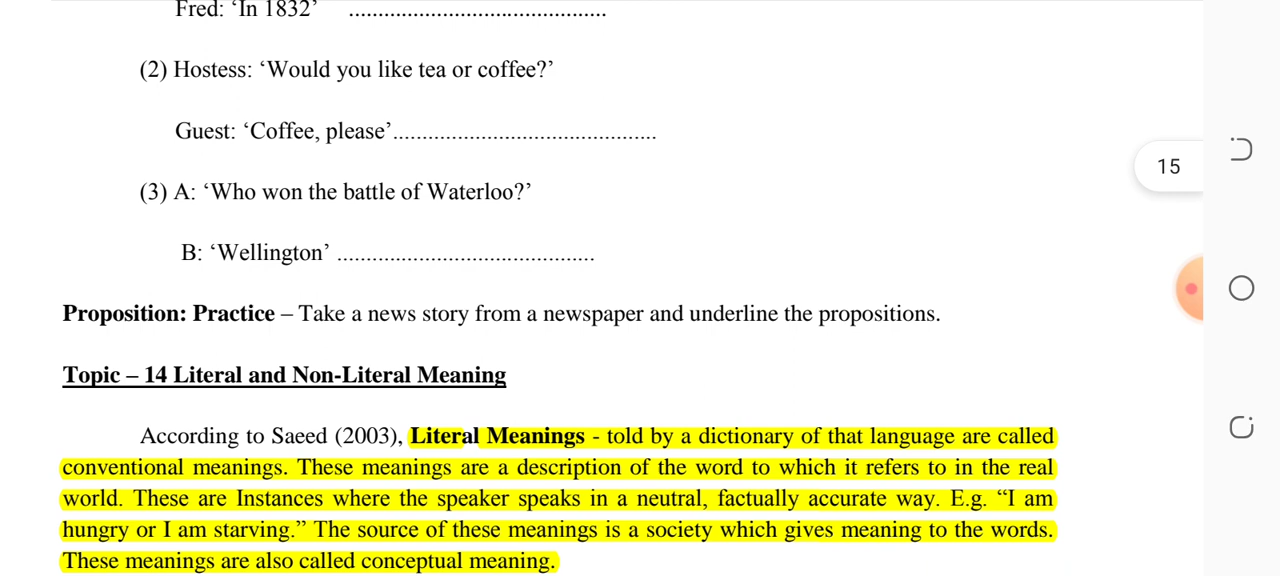 Fred: ‘In 1832’ .............................................
(2) Hostess: ‘Would you like tea or coffee?’
Guest: ‘Coffee, please’..............................................
(3) A: ‘Who won the battle of Waterloo?’
15
B: ‘Wellington’ .............................................
Proposition: Practice – Take a news story from a newspaper and underline the propositions.
Topic – 14 Literal and Non-Literal Meaning
According to Saeed (2003), Literal Meanings - told by a dictionary of that language are called
conventional meanings. These meanings are a description of the word to which it refers to in the real
world. These are Instances where the speaker speaks in a neutral, factually accurate way. E.g. “I am
hungry or I am starving.” The source of these meanings is a society which gives meaning to the words.
These meanings are also called conceptual meaning.